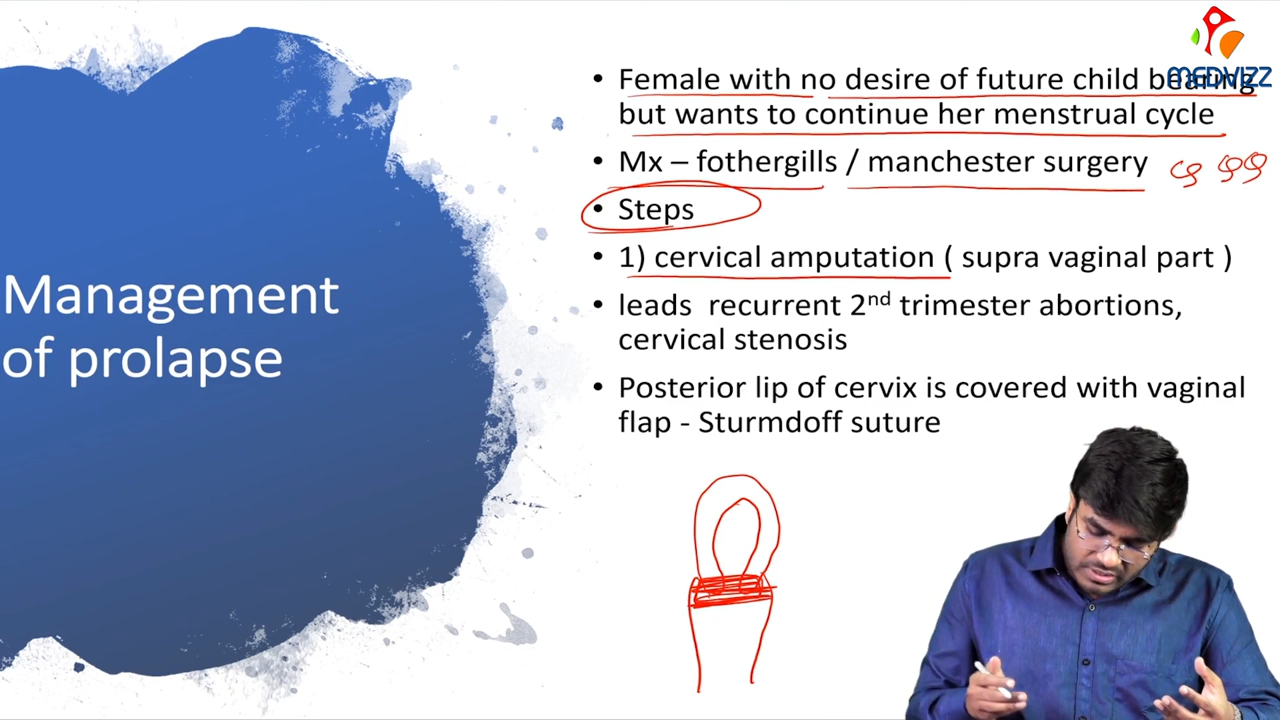 MEDVIZZ
• Female with no desire of future child bearing
but wants to continue her menstrual cycle
• Mx – fothergills / manchester surgery
• Steps
• 1) cervical amputation ( supra vaginal part )
• leads recurrent 2nd trimester abortions,
cervical stenosis
• Posterior lip of cervix is covered with vaginal
flap - Sturmdoff suture
Management
of prolapse